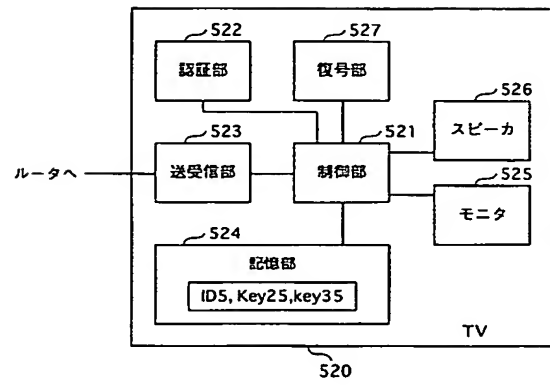 522
認証部
527
復号部
526
スピーカ
523
送受信部
521
制御部
525
モニタ
ルータへ
524
記憶部
ID5, Key25,key35
TV
520